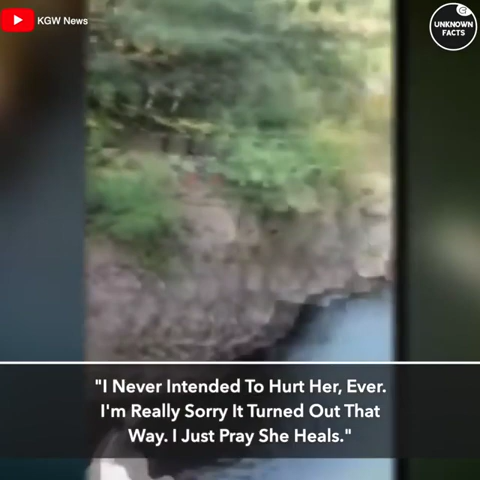 KGW News
UNKNOWN
FACTS
"I Never Intended To Hurt Her, Ever.
I'm Really Sorry It Turned Out That
Way. I Just Pray She Heals."